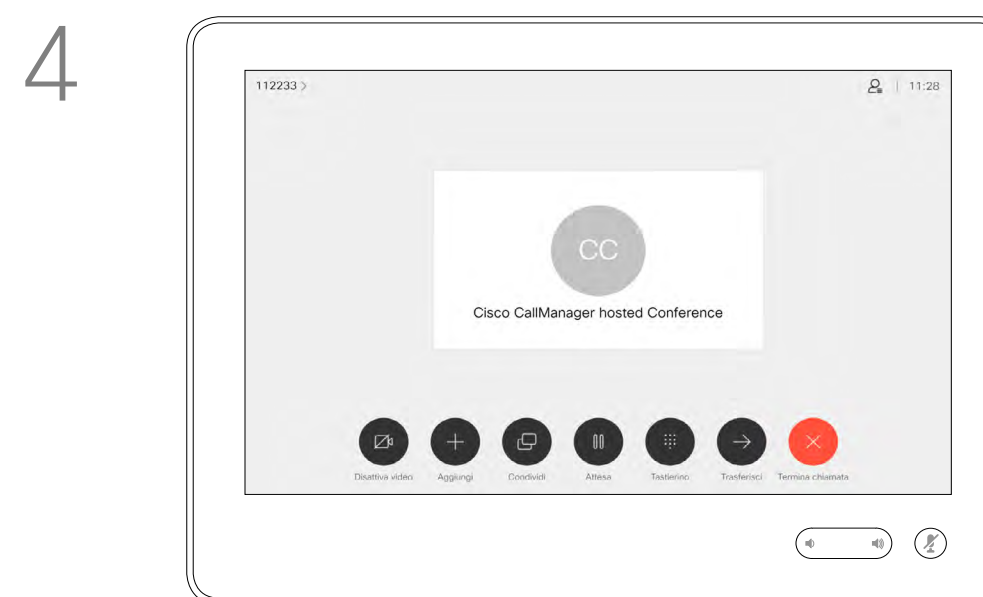 4
112233 >
11:28
CC
Cisco CallManager hosted Conference
Disattiva video Aggiungi Condividi Attesa Tastierino Trasferisci Termina chiamata